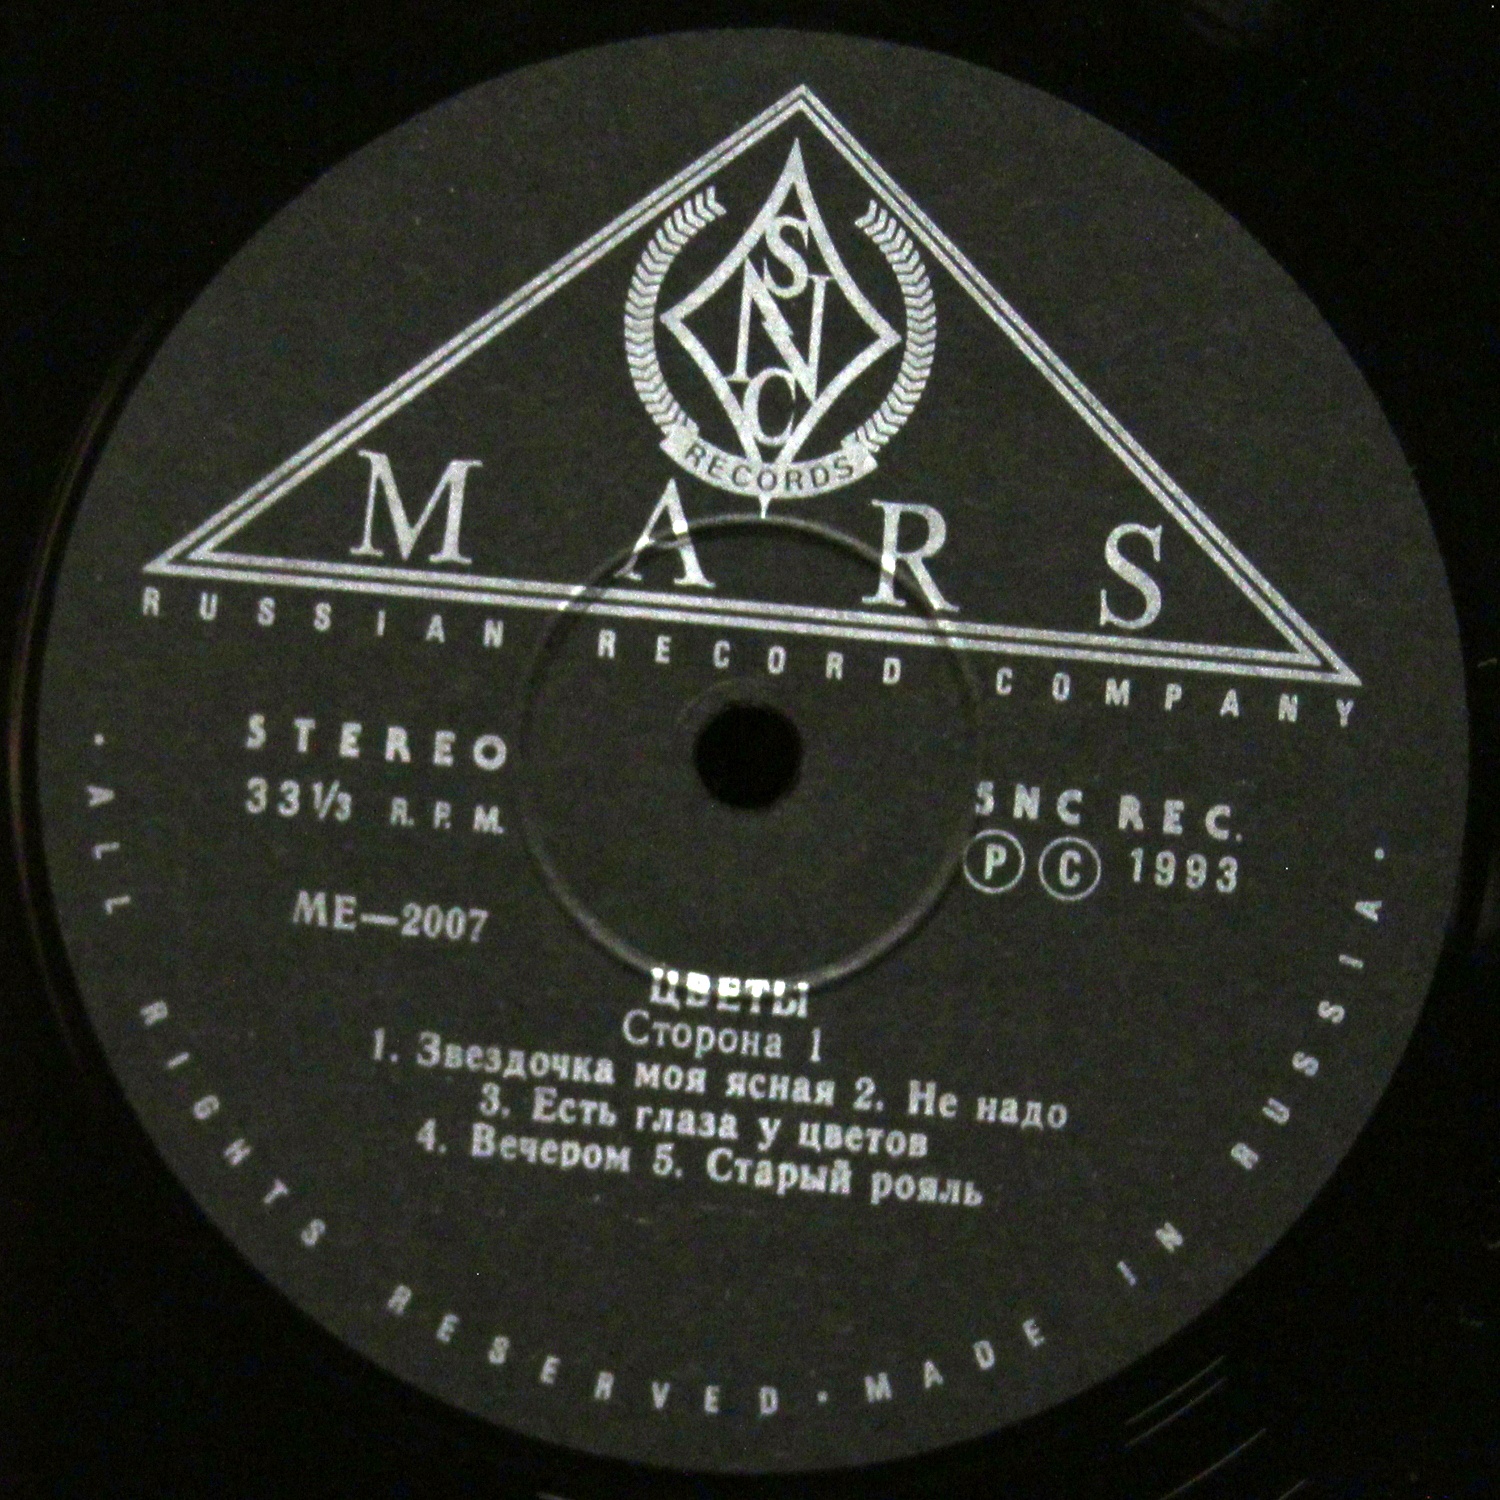 SNC
RECORDS
MARS
RUSSIAN RECORD COMPANY
STEREO
33 1/3 R. P. M.
SNC REC.
Ⓟ Ⓒ 1993
МЕ—2007
ЦВЕТЫ
Сторона 1
1. Звездочка моя ясная 2. Не надо
3. Есть глаза у цветов
4. Вечером 5. Старый рояль
· ALL RIGHTS RESERVED · MADE IN RUSSIA ·